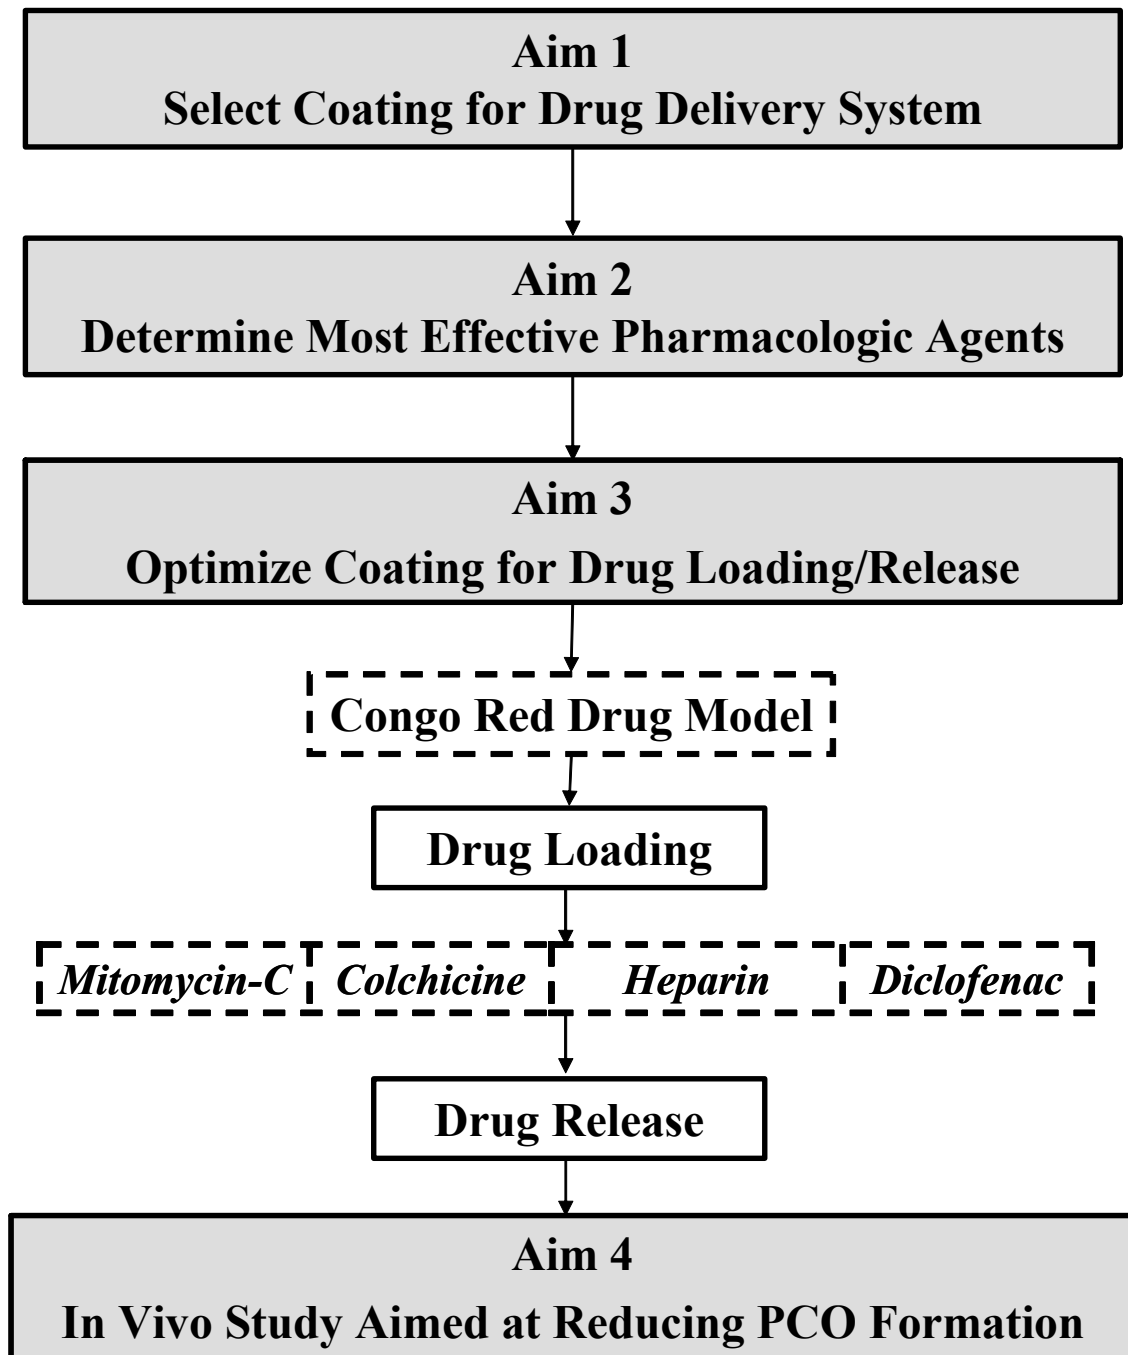 Aim 1
Select Coating for Drug Delivery System
Aim 2
Determine Most Effective Pharmacologic Agents
Aim 3
Optimize Coating for Drug Loading/Release
Congo Red Drug Model
Drug Loading
Mitomycin-C Colchicine Heparin Diclofenac
Drug Release
Aim 4
In Vivo Study Aimed at Reducing PCO Formation